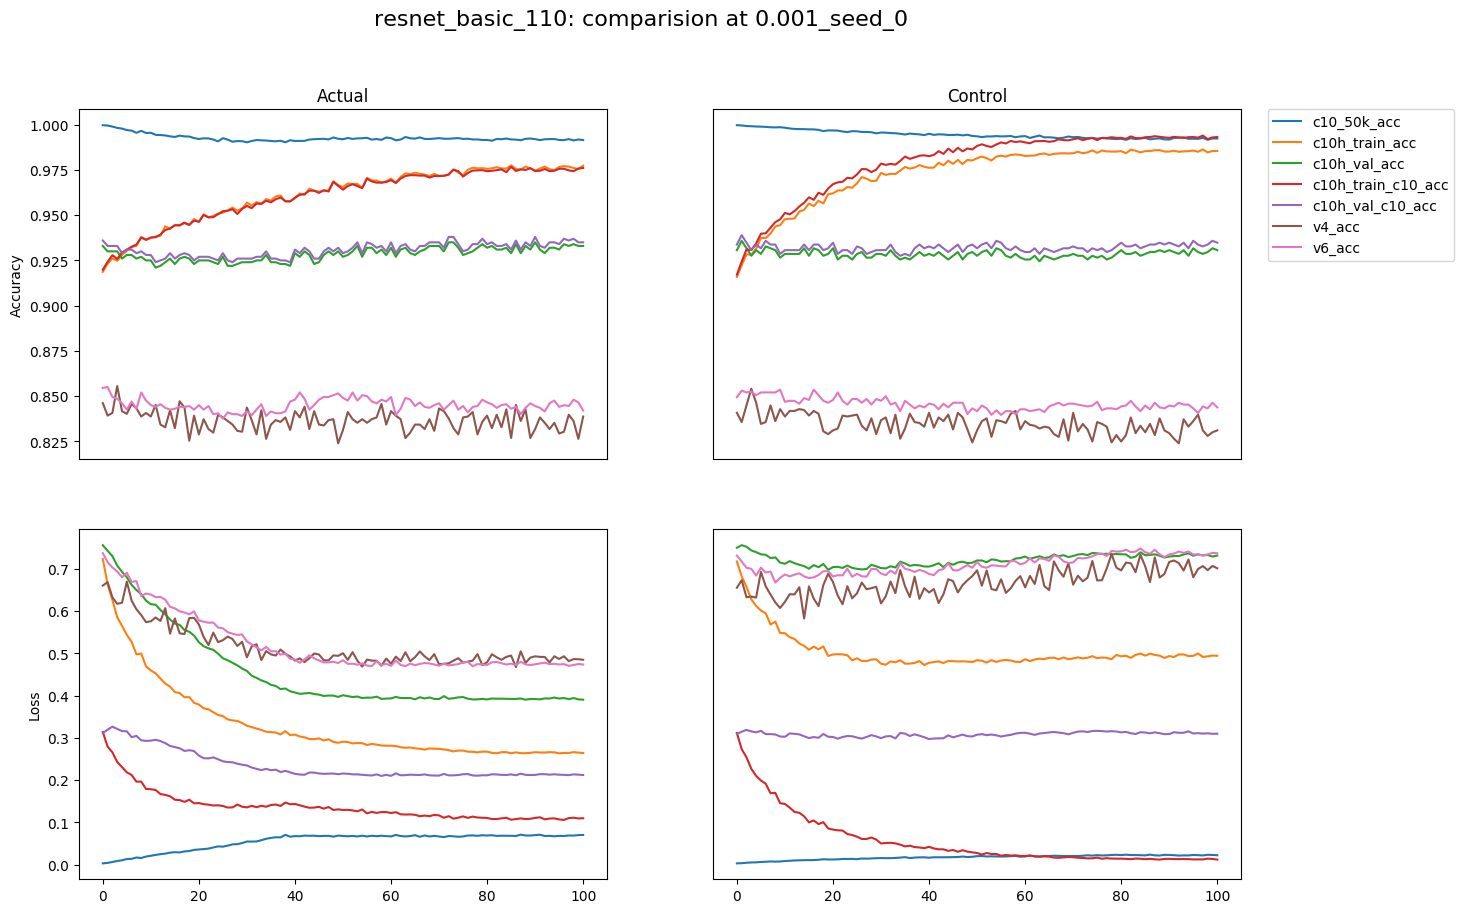 resnet_basic_110: comparision at 0.001_seed_0
Actual
Control
Accuracy
1.000
0.975
0.950
0.925
0.900
0.875
0.850
0.825
c10_50k_acc
c10h_train_acc
c10h_val_acc
c10h_train_c10_acc
c10h_val_c10_acc
v4_acc
v6_acc
Loss
0.7
0.6
0.5
0.4
0.3
0.2
0.1
0.0
0 20 40 60 80 100
0 20 40 60 80 100